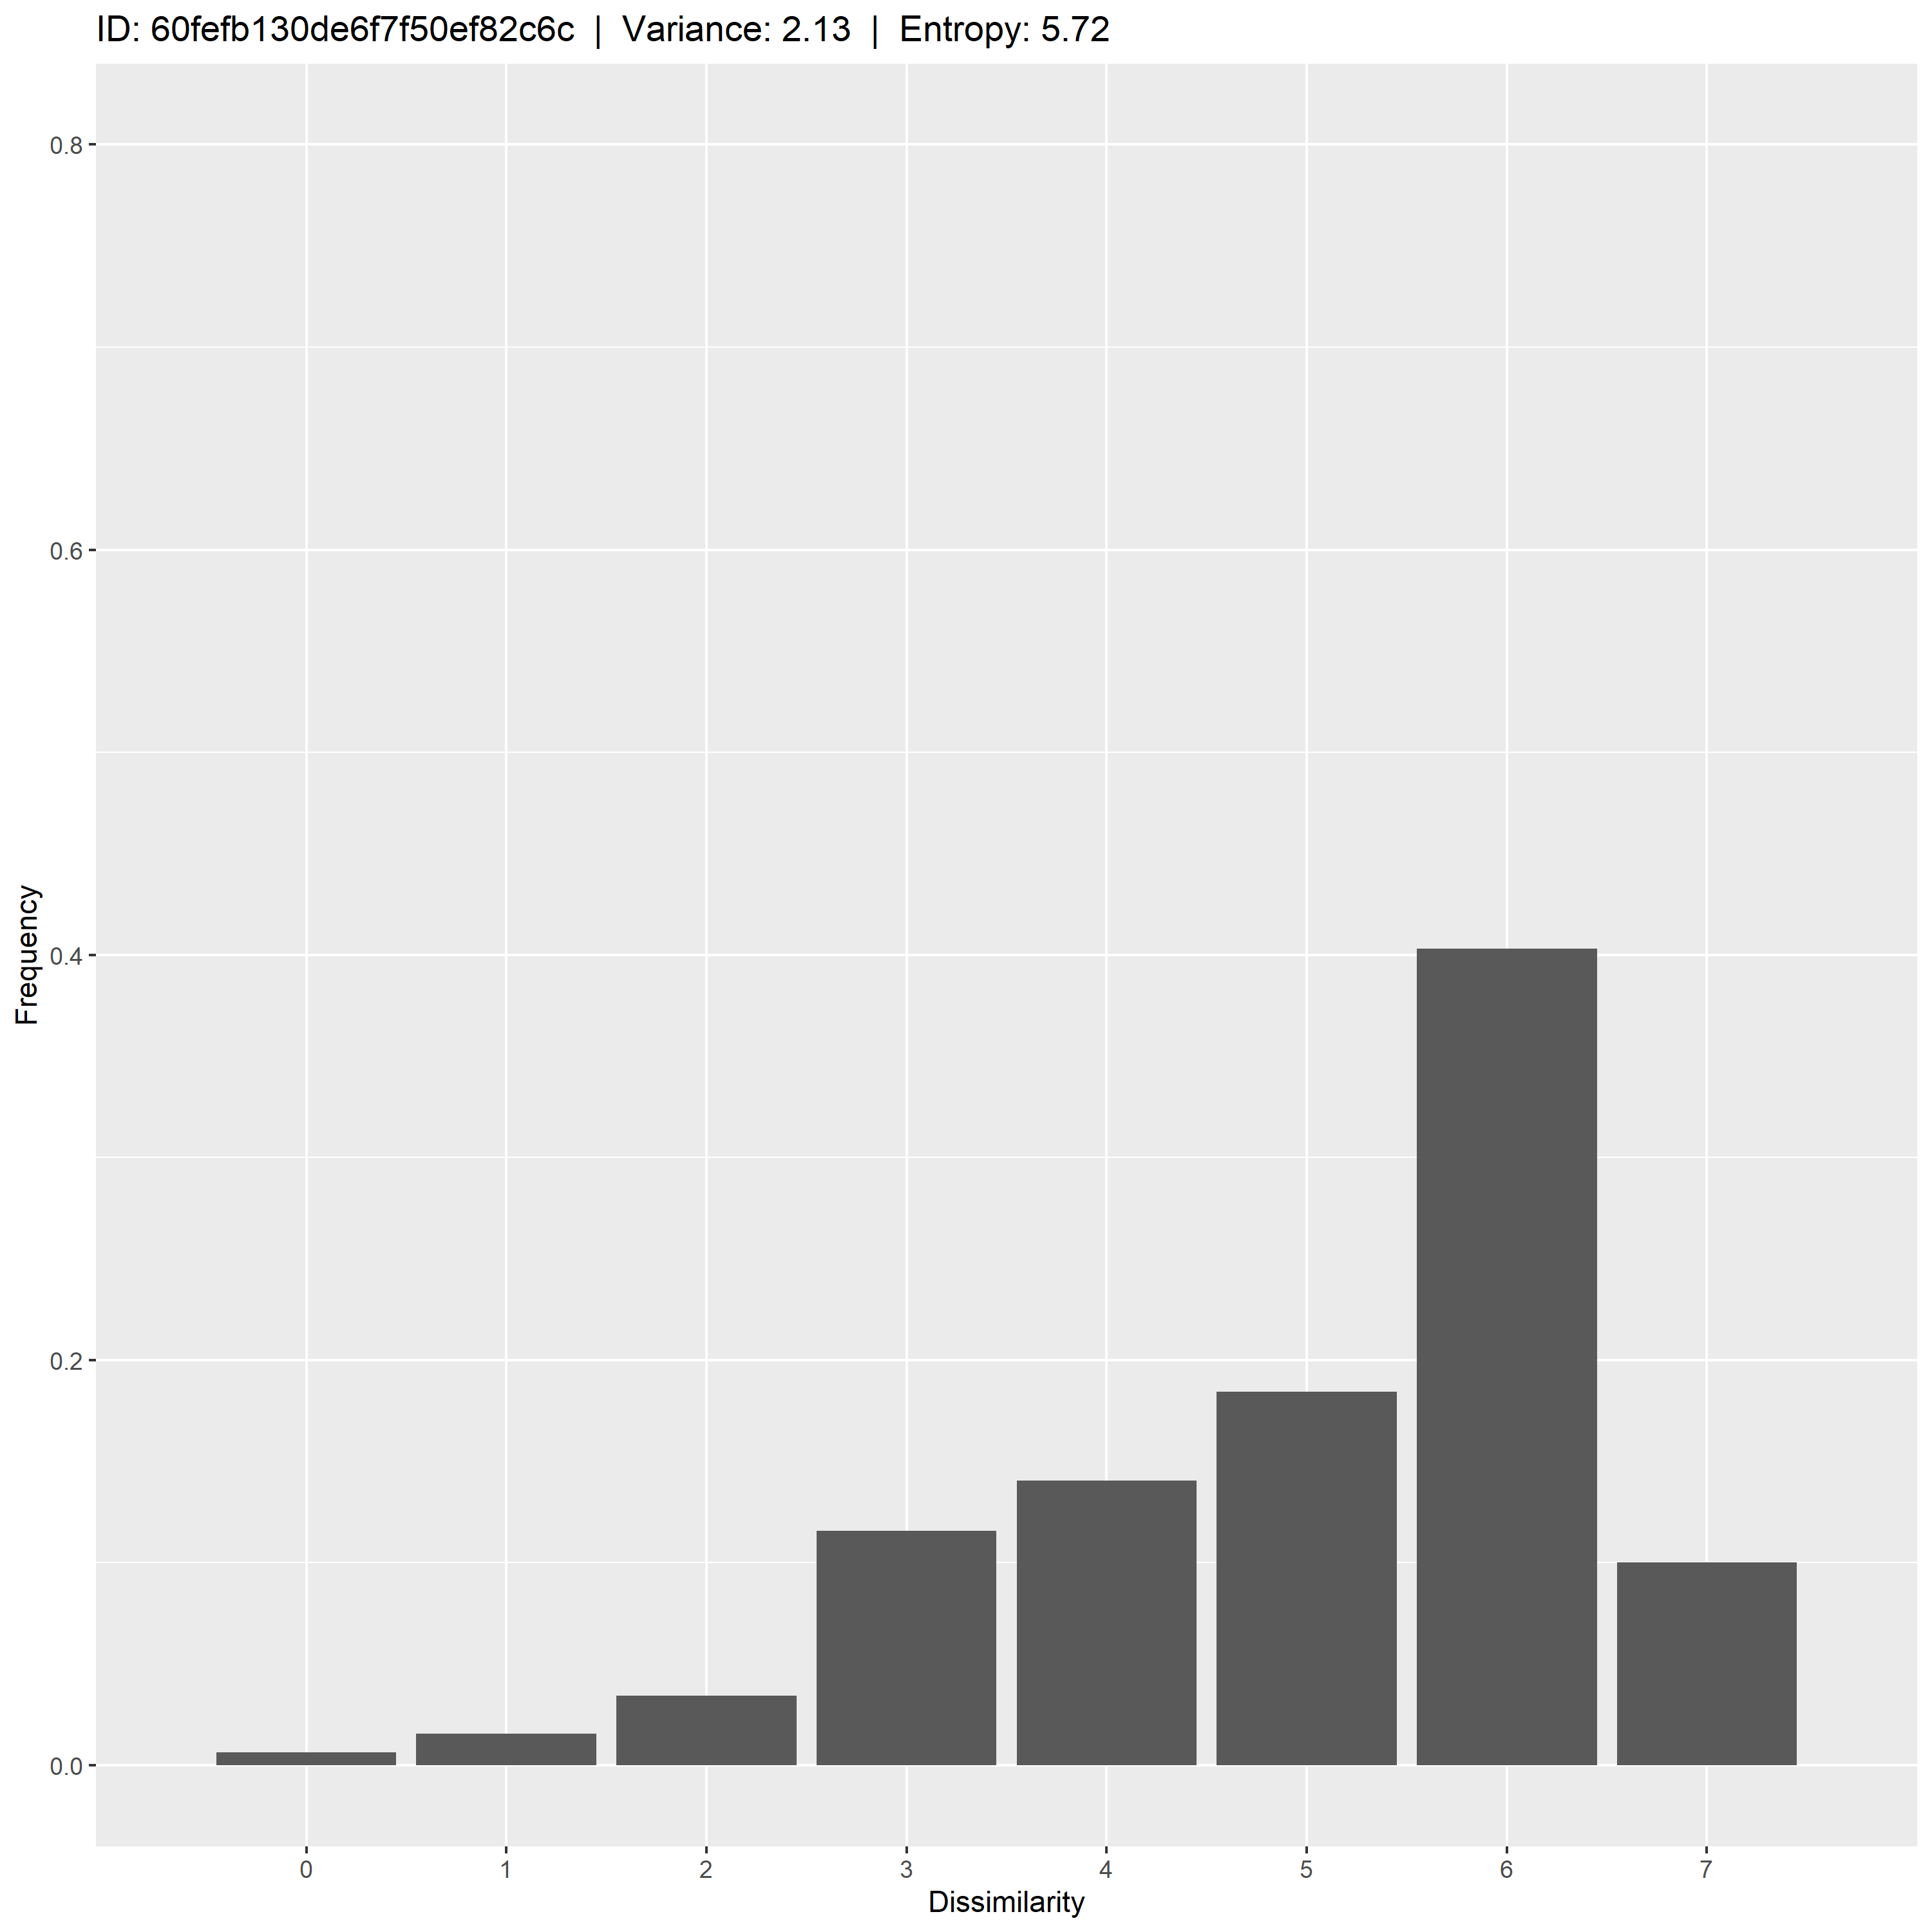 ID: 60fefb130de6f7f50ef82c6c | Variance: 2.13 | Entropy: 5.72
Frequency
0.8
0.6
0.4
0.2
0.0
0 1 2 3 4 5 6 7
Dissimilarity